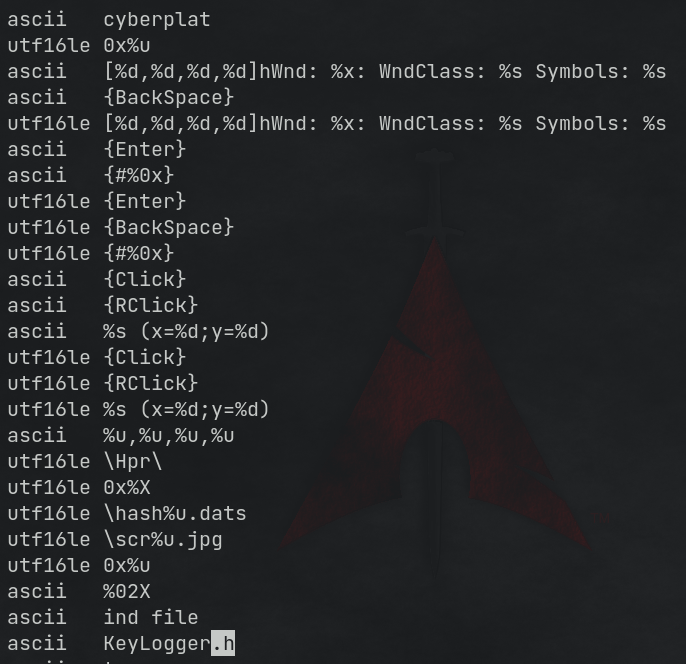 ascii   cyberplat
utf16le 0x%u
ascii   [%d,%d,%d,%d]hWnd: %x: WndClass: %s Symbols: %s
ascii   {BackSpace}
utf16le [%d,%d,%d,%d]hWnd: %x: WndClass: %s Symbols: %s
ascii   {Enter}
ascii   {#%0x}
utf16le {Enter}
utf16le {BackSpace}
utf16le {#%0x}
ascii   {Click}
ascii   {RClick}
ascii   %s (x=%d;y=%d)
utf16le {Click}
utf16le {RClick}
utf16le %s (x=%d;y=%d)
ascii   %u,%u,%u,%u
utf16le \Hpr\
utf16le 0x%X
utf16le \hash%u.dats
utf16le \scr%u.jpg
utf16le 0x%u
ascii   %02X
ascii   ind file
ascii   KeyLogger.h